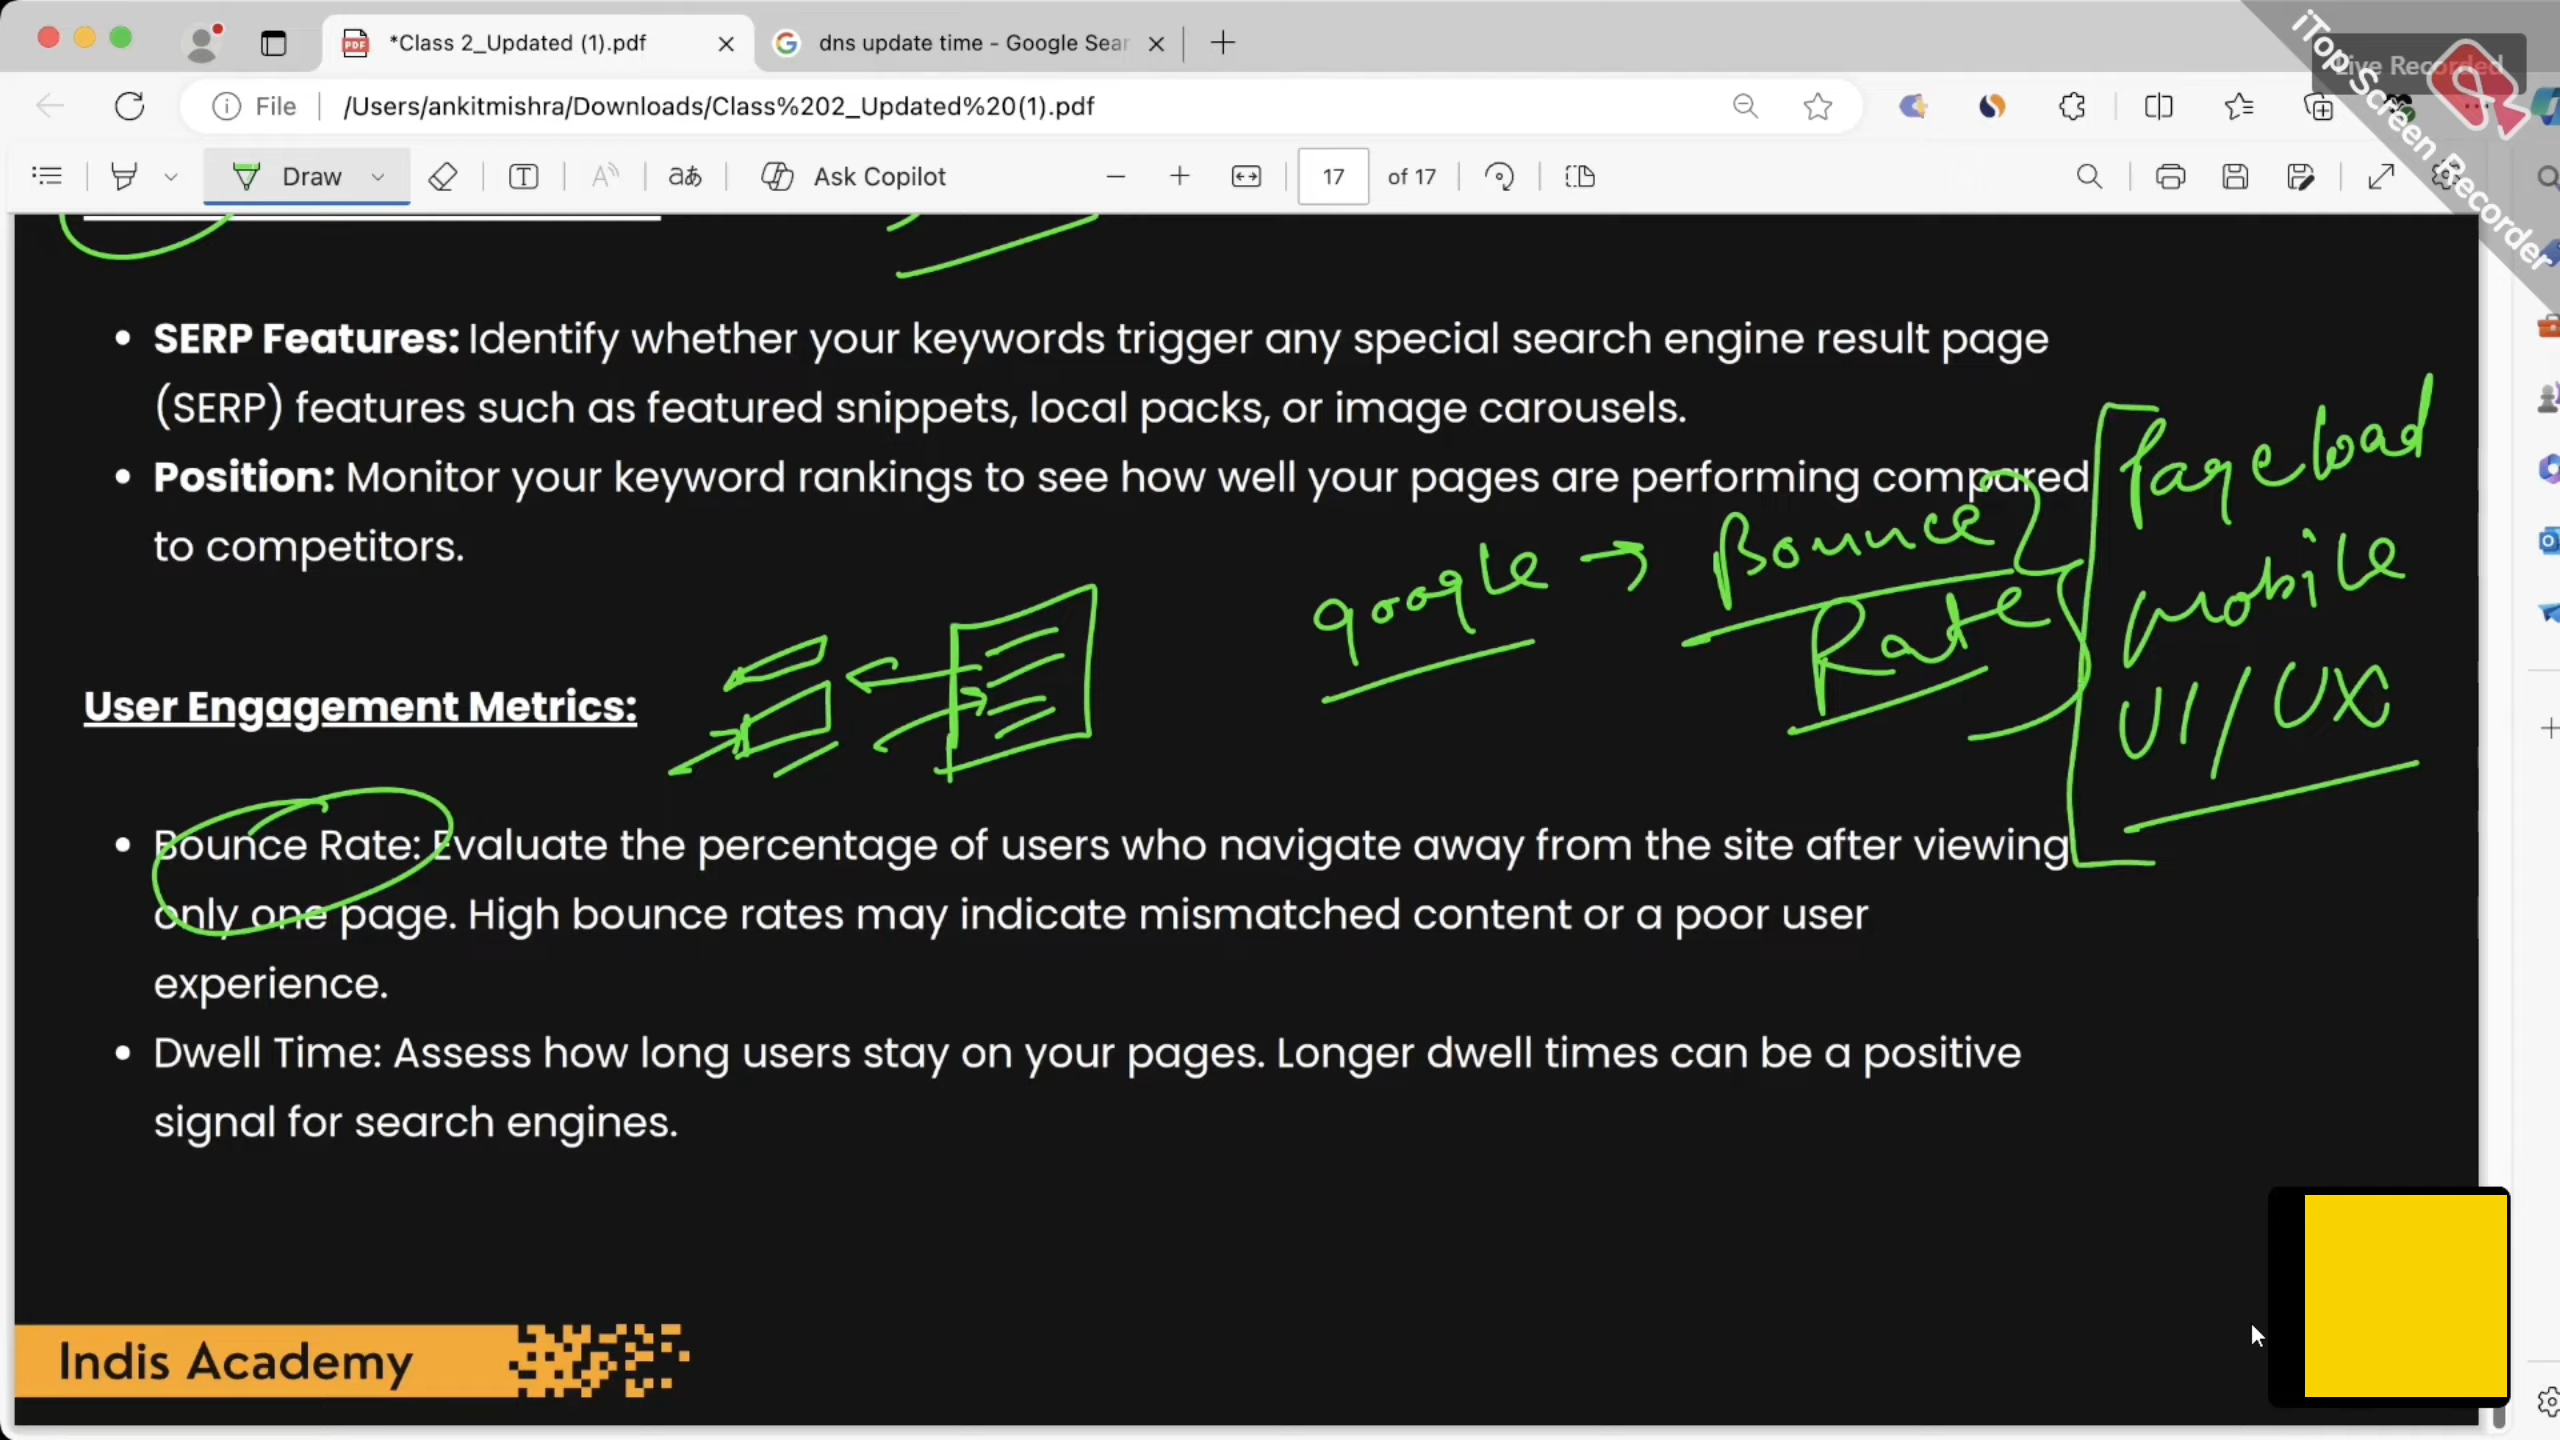 *Class 2_Updated (1).pdf
dns update time - Google Sear
Live Recorded
iTop Screen Recorder
File
/Users/ankitmishra/Downloads/Class%202_Updated%20(1).pdf
Draw
Ask Copilot
17 of 17
SERP Features: Identify whether your keywords trigger any special search engine result page
(SERP) features such as featured snippets, local packs, or image carousels.
Position: Monitor your keyword rankings to see how well your pages are performing compared
to competitors.
Page load
google → Bounce
Rate
mobile
UI/UX
User Engagement Metrics:
Bounce Rate: Evaluate the percentage of users who navigate away from the site after viewing
only one page. High bounce rates may indicate mismatched content or a poor user
experience.
Dwell Time: Assess how long users stay on your pages. Longer dwell times can be a positive
signal for search engines.
Indis Academy